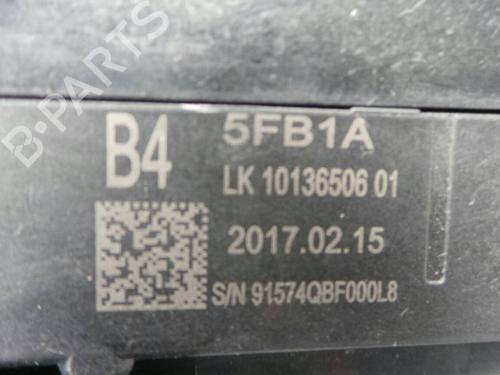 B4
5FB1A
LK 10136506 01
2017.02.15
S/N 91574QBF000L8
B-PARTS